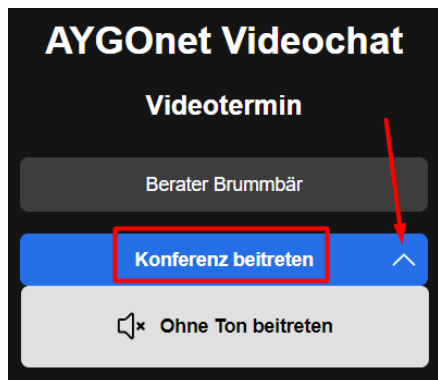 AYGOnet Videochat
Videotermin
Berater Brummbär
Konferenz beitreten
Ohne Ton beitreten